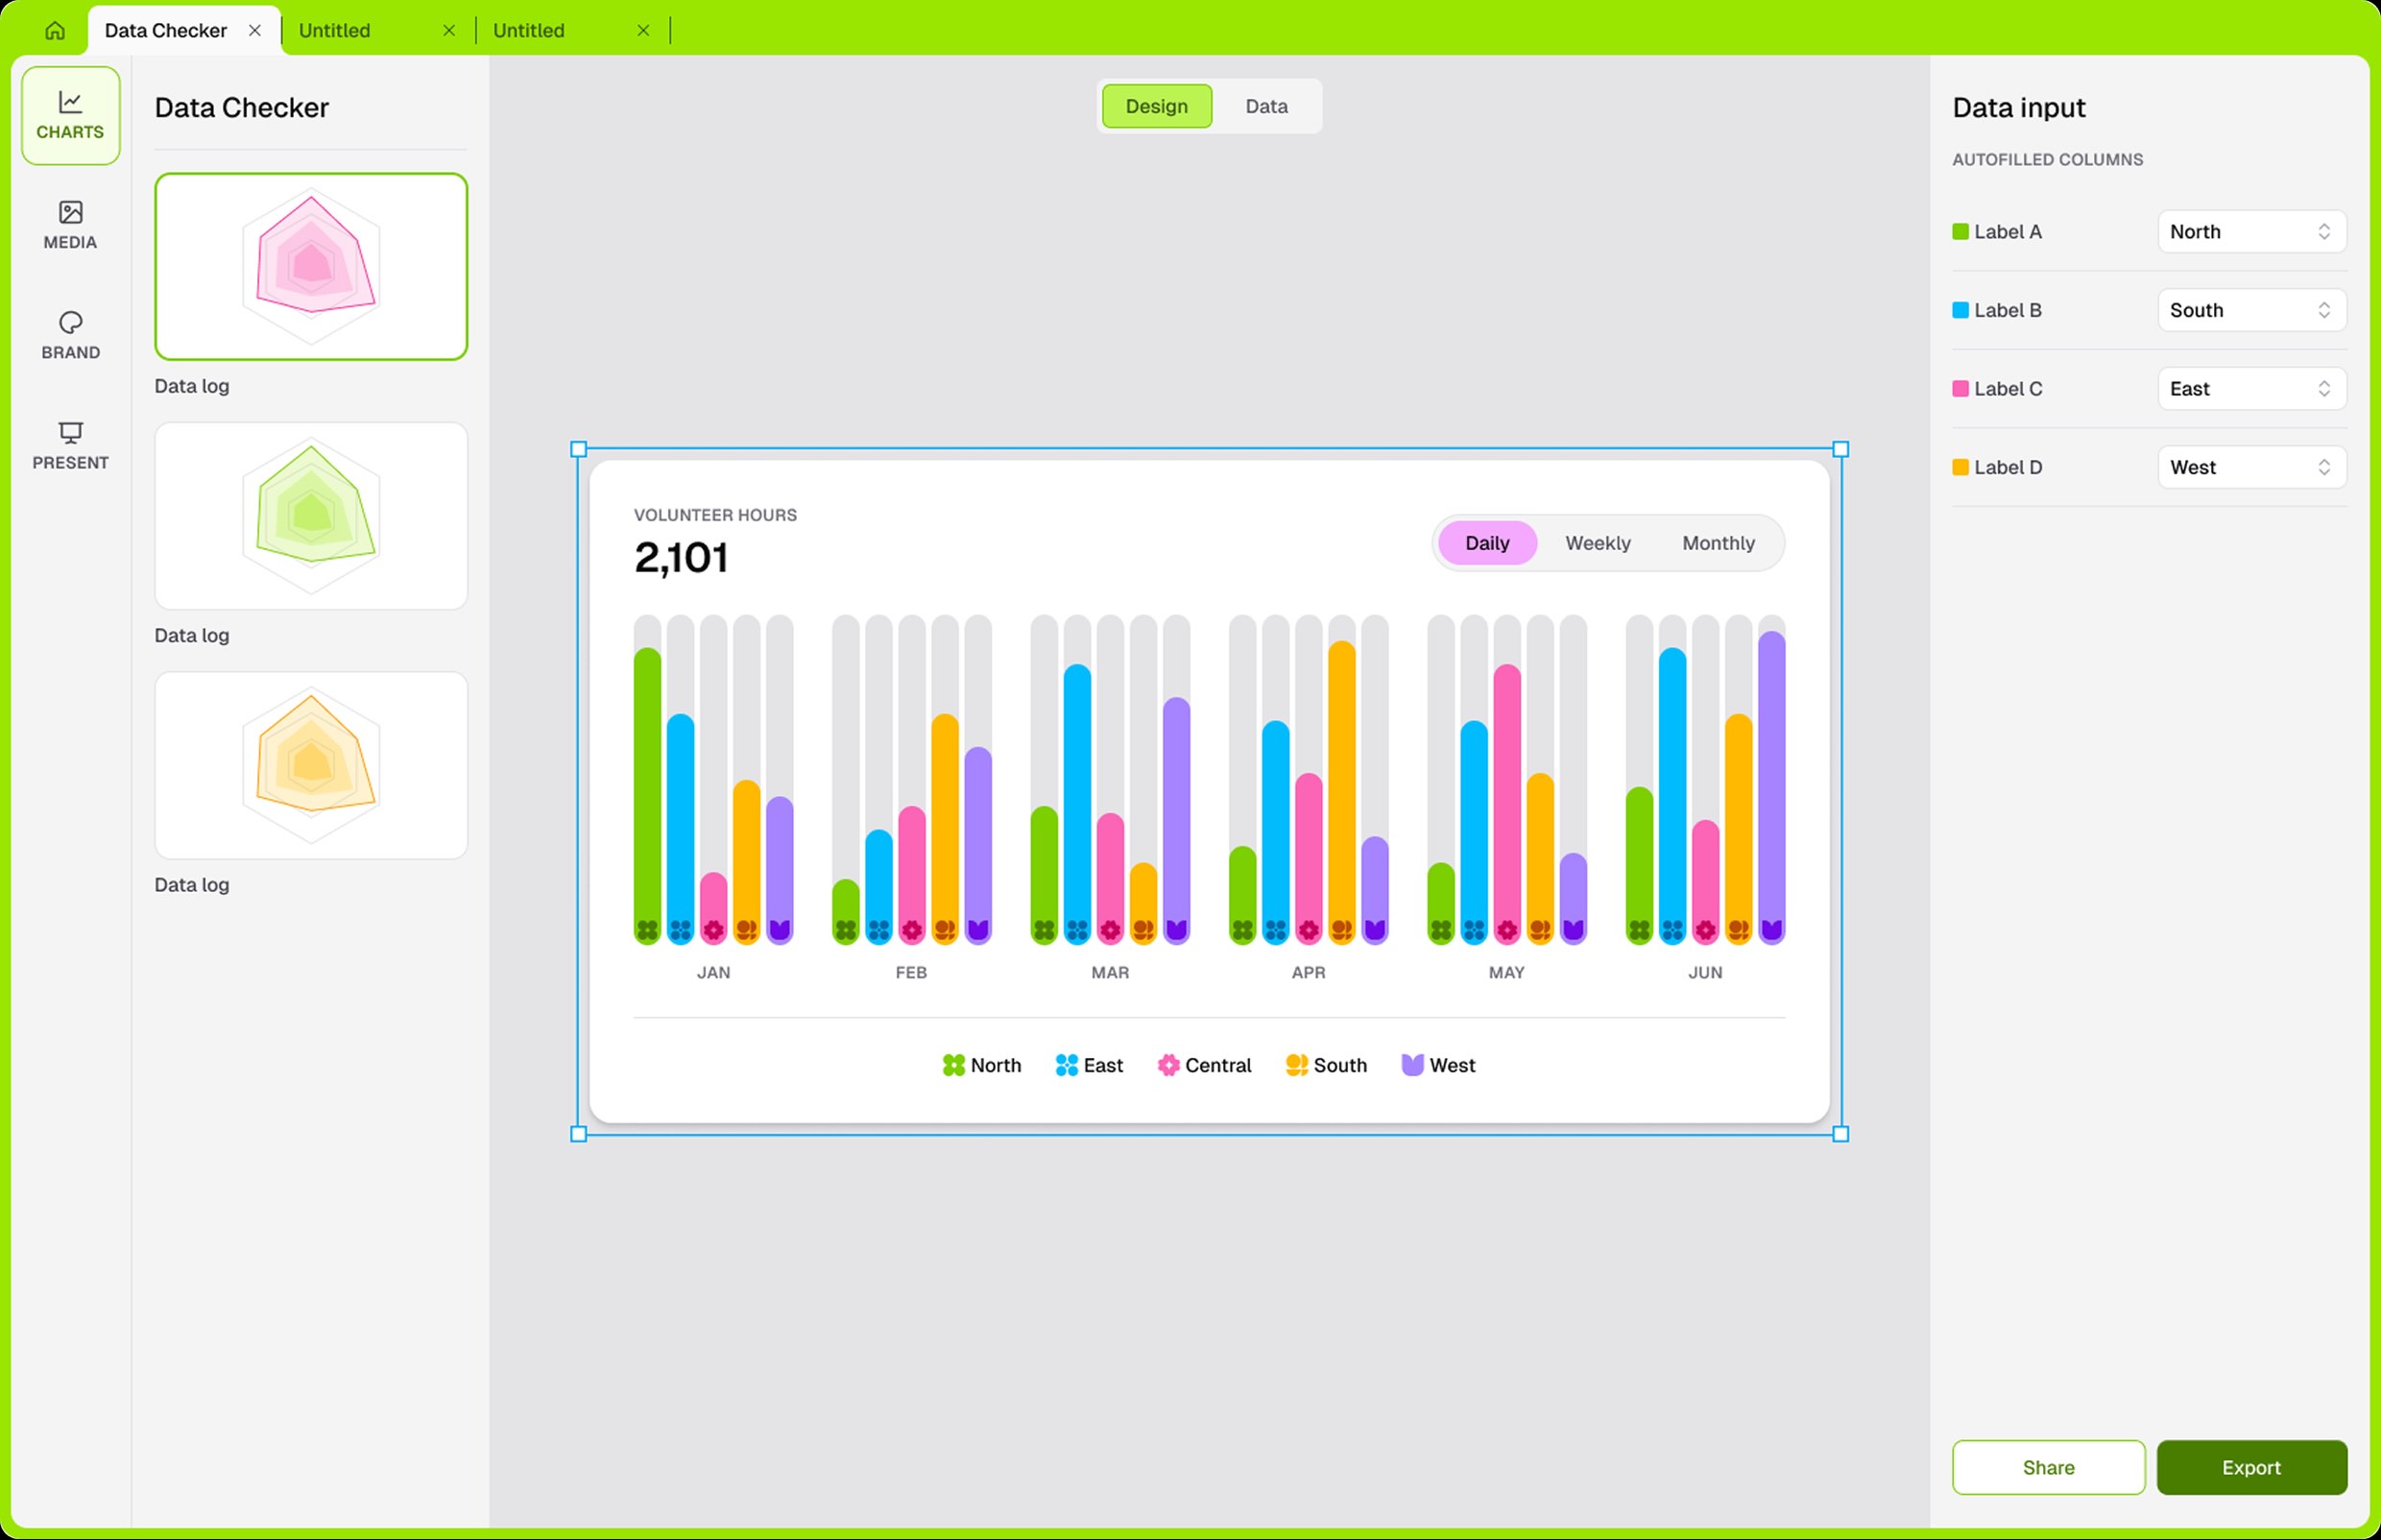 Data Checker
Untitled
Untitled
CHARTS
MEDIA
BRAND
PRESENT
Data Checker
Data log
Data log
Data log
Design Data
VOLUNTEER HOURS
2,101
Daily Weekly Monthly
JAN FEB MAR APR MAY JUN
North East Central South West
Data input
AUTOFILLED COLUMNS
Label A North
Label B South
Label C East
Label D West
Share Export